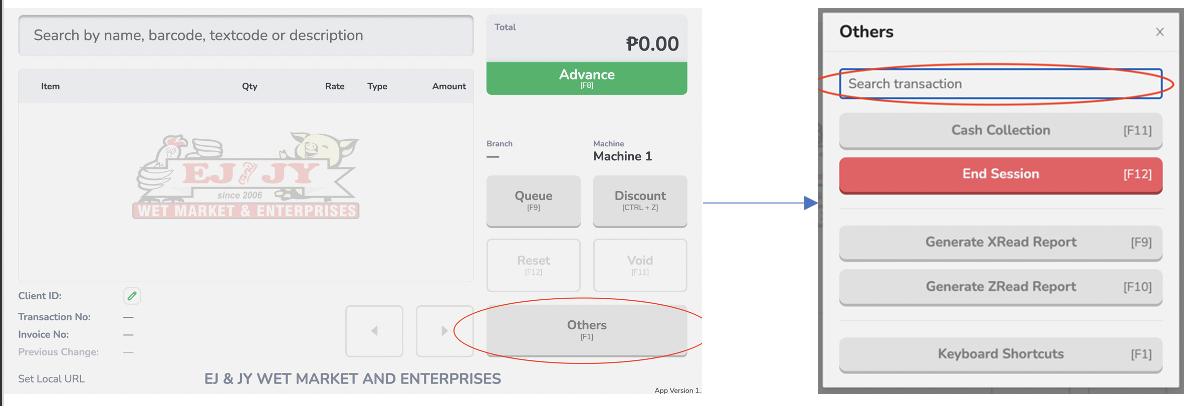 Search by name, barcode, textcode or description
Item Qty Rate Type Amount
EJ and JY
since 2006
WET MARKET & ENTERPRISES
Client ID:
Transaction No: —
Invoice No: —
Previous Change: —
Set Local URL
EJ & JY WET MARKET AND ENTERPRISES
Total
₱0.00
Advance
[F8]
Branch Machine
— Machine 1
Queue
[F9]
Discount
[CTRL + Z]
Reset
[F12]
Void
[F11]
Others
[F1]
App Version 1.
Others X
Search transaction
Cash Collection [F11]
End Session [F12]
Generate XRead Report [F9]
Generate ZRead Report [F10]
Keyboard Shortcuts [F1]